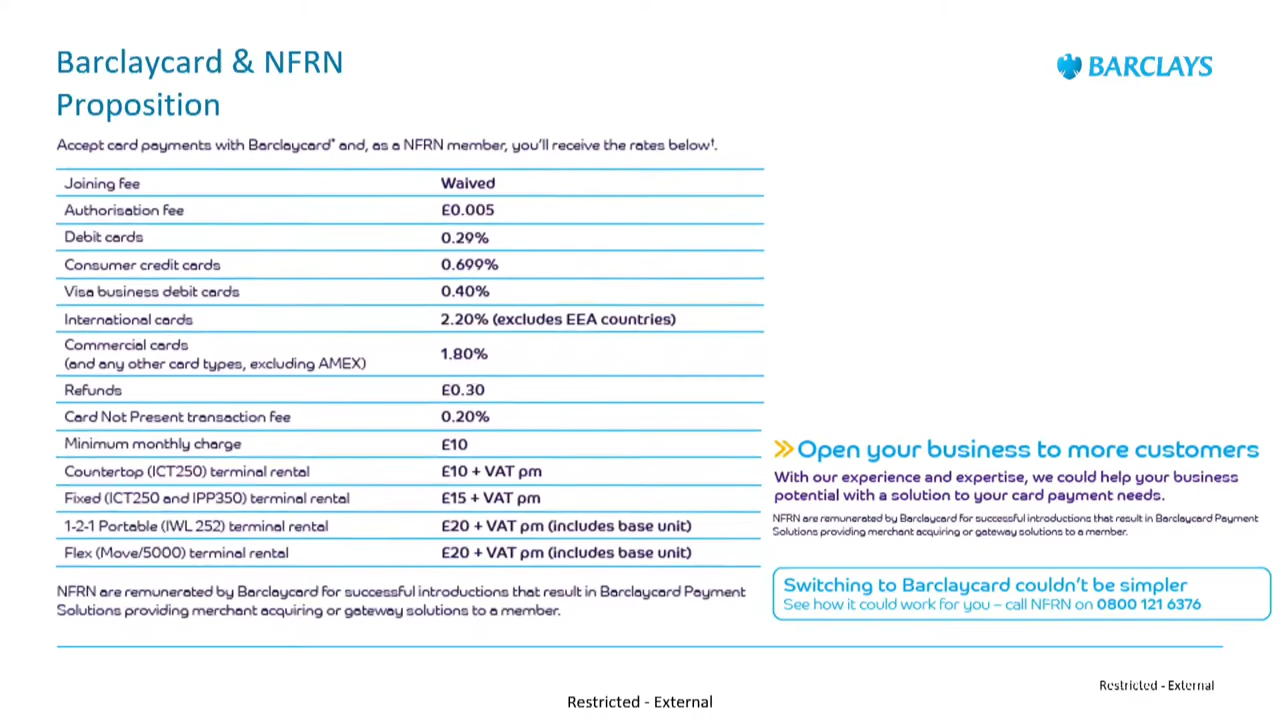 Barclaycard & NFRN
Proposition
BARCLAYS
Accept card payments with Barclaycard* and, as a NFRN member, you'll receive the rates below†.
Joining fee Waived
Authorisation fee £0.005
Debit cards 0.29%
Consumer credit cards 0.699%
Visa business debit cards 0.40%
International cards 2.20% (excludes EEA countries)
Commercial cards
(and any other card types, excluding AMEX) 1.80%
Refunds £0.30
Card Not Present transaction fee 0.20%
Minimum monthly charge £10
Countertop (ICT250) terminal rental £10 + VAT pm
Fixed (ICT250 and IPP350) terminal rental £15 + VAT pm
1-2-1 Portable (IWL 252) terminal rental £20 + VAT pm (includes base unit)
Flex (Move/5000) terminal rental £20 + VAT pm (includes base unit)
NFRN are remunerated by Barclaycard for successful introductions that result in Barclaycard Payment
Solutions providing merchant acquiring or gateway solutions to a member.
Open your business to more customers
With our experience and expertise, we could help your business
potential with a solution to your card payment needs.
NFRN are remunerated by Barclaycard for successful introductions that result in Barclaycard Payment
Solutions providing merchant acquiring or gateway solutions to a member.
Switching to Barclaycard couldn't be simpler
See how it could work for you – call NFRN on 0800 121 6376
Restricted - External
Restricted - External